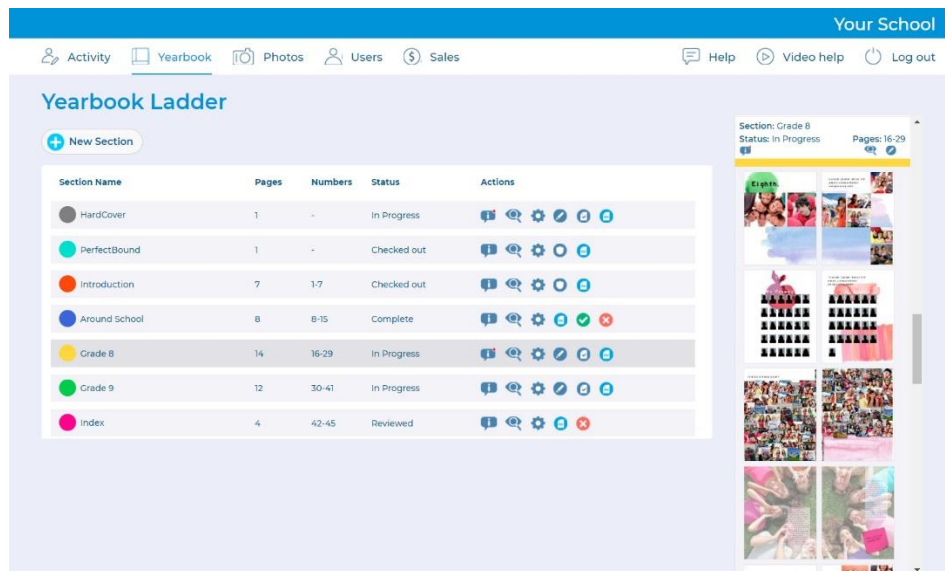 Your School
Activity Yearbook Photos Users Sales Help Video help Log out
Yearbook Ladder
New Section
Section Name Pages Numbers Status Actions
HardCover 1 - In Progress
PerfectBound 1 - Checked out
Introduction 7 1-7 Checked out
Around School 8 8-15 Complete
Grade 8 14 16-29 In Progress
Grade 9 12 30-41 In Progress
Index 4 42-45 Reviewed
Section: Grade 8
Status: In Progress Pages: 16-29
Eighth